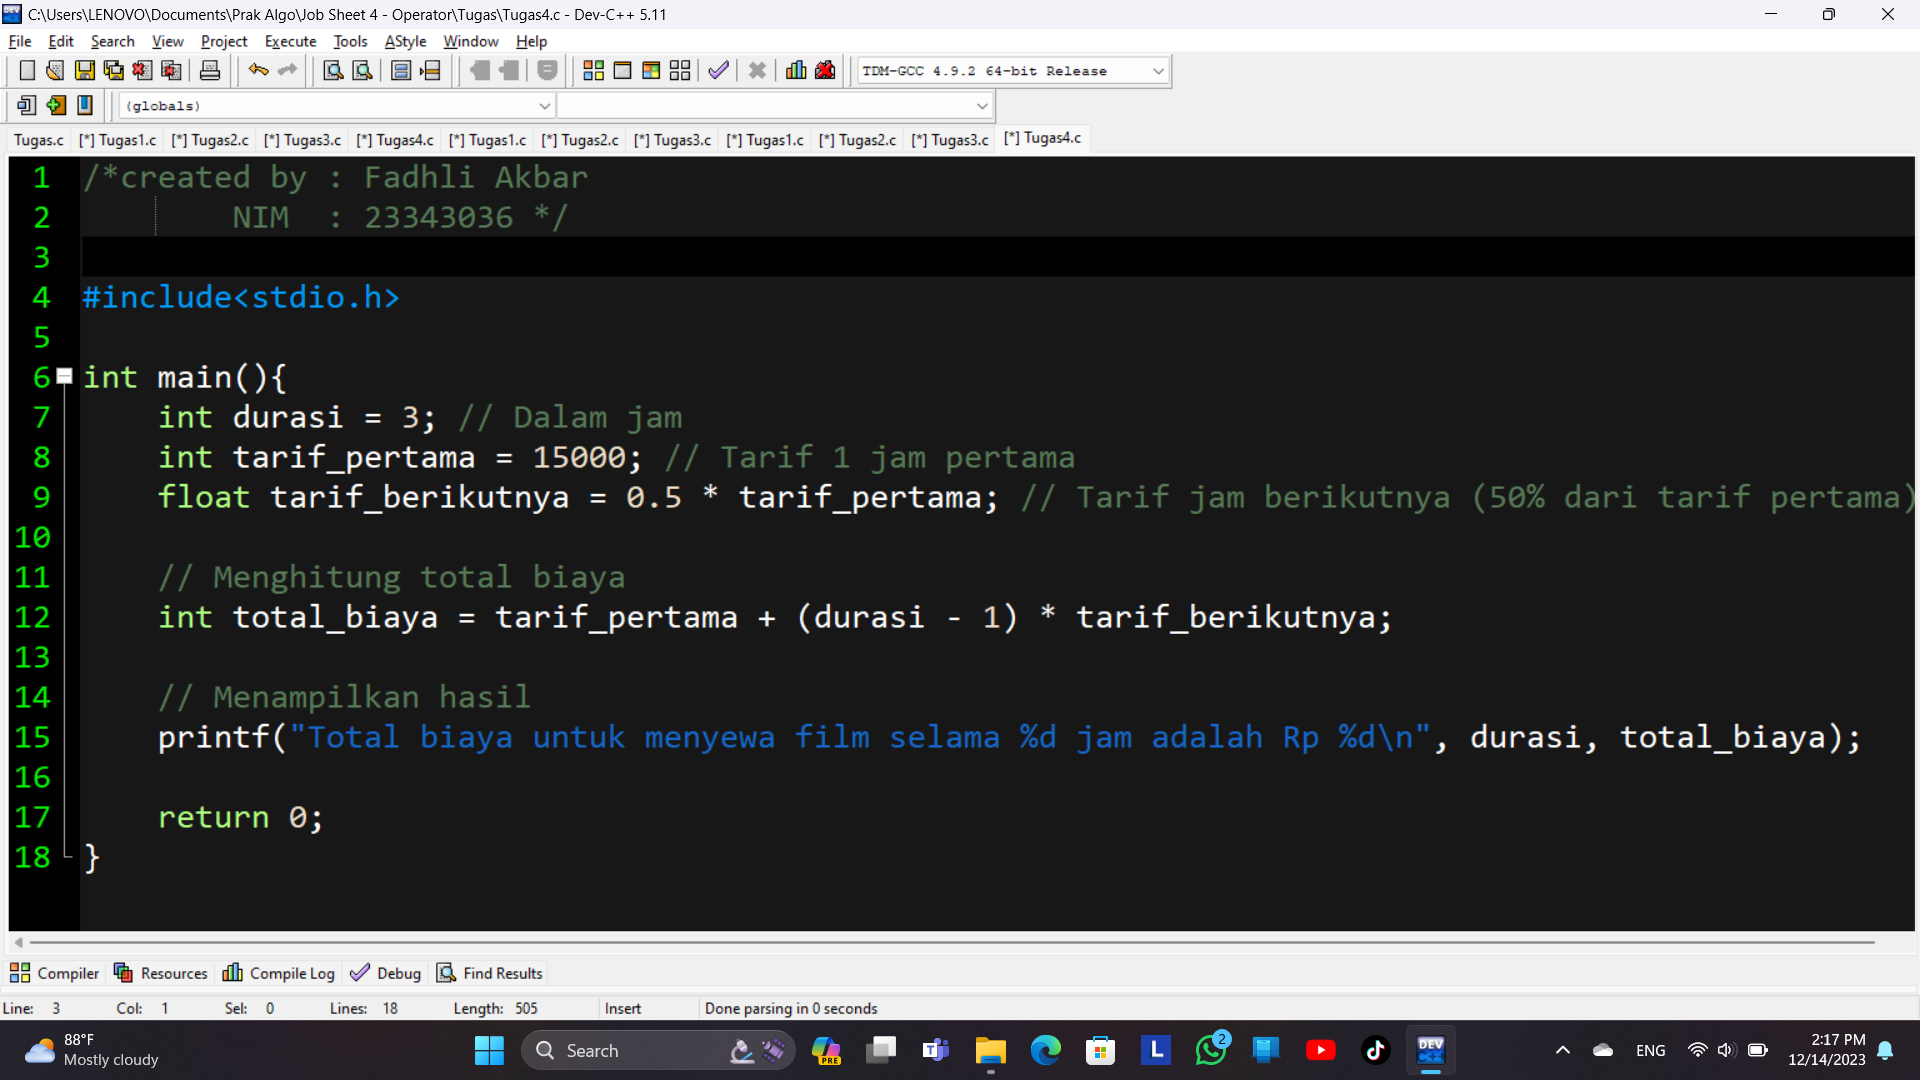 C:\Users\LENOVO\Documents\Prak Algo\Job Sheet 4 - Operator\Tugas\Tugas4.c - Dev-C++ 5.11
File Edit Search View Project Execute Tools AStyle Window Help
TDM-GCC 4.9.2 64-bit Release
(globals)
Tugas.c [*] Tugas1.c [*] Tugas2.c [*] Tugas3.c [*] Tugas4.c [*] Tugas1.c [*] Tugas2.c [*] Tugas3.c [*] Tugas1.c [*] Tugas2.c [*] Tugas3.c [*] Tugas4.c
1 /*created by : Fadhli Akbar
2 NIM : 23343036 */
3
4 #include<stdio.h>
5
6 int main(){
7 int durasi = 3; // Dalam jam
8 int tarif_pertama = 15000; // Tarif 1 jam pertama
9 float tarif_berikutnya = 0.5 * tarif_pertama; // Tarif jam berikutnya (50% dari tarif pertama)
10
11 // Menghitung total biaya
12 int total_biaya = tarif_pertama + (durasi - 1) * tarif_berikutnya;
13
14 // Menampilkan hasil
15 printf("Total biaya untuk menyewa film selama %d jam adalah Rp %d\n", durasi, total_biaya);
16
17 return 0;
18 }
Compiler Resources Compile Log Debug Find Results
Line: 3 Col: 1 Sel: 0 Lines: 18 Length: 505 Insert Done parsing in 0 seconds
88°F
Mostly cloudy
Search
PRE
T
L
2
DEV
C++
ENG
2:17 PM
12/14/2023